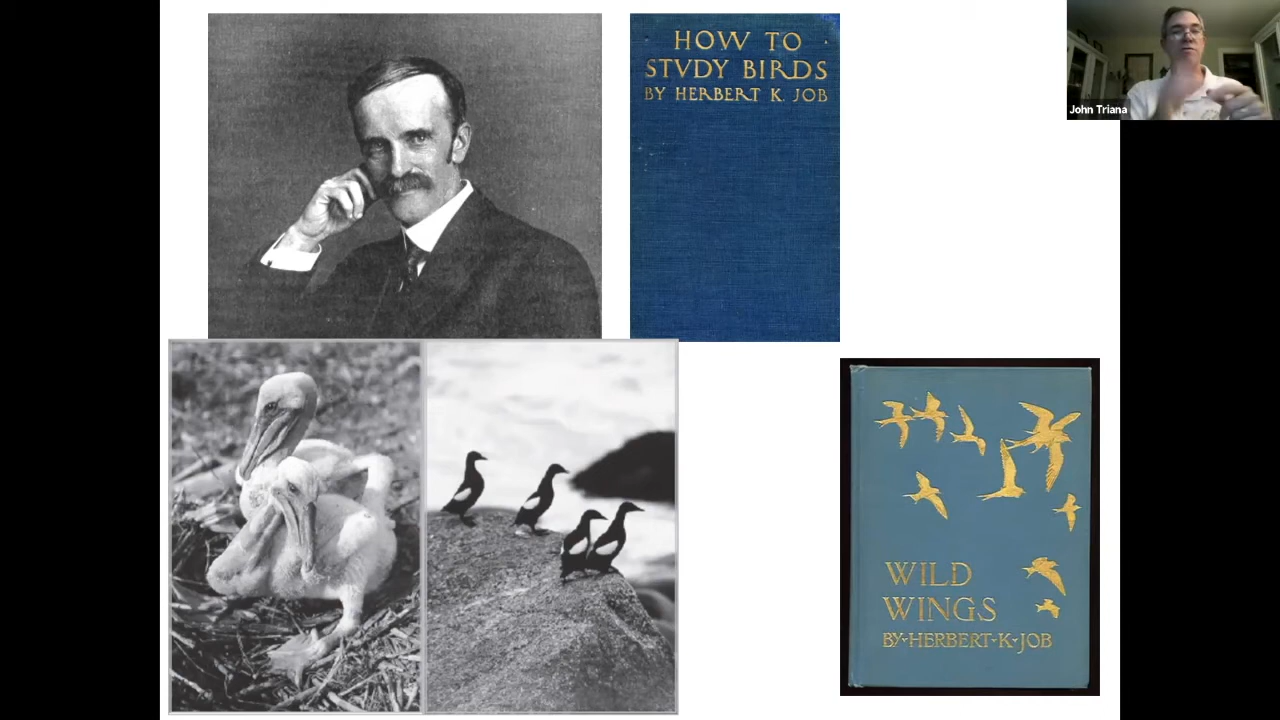 HOW TO
STVDY BIRDS
BY HERBERT K. JOB
John Triana
WILD
WINGS
BY·HERBERT·K·JOB